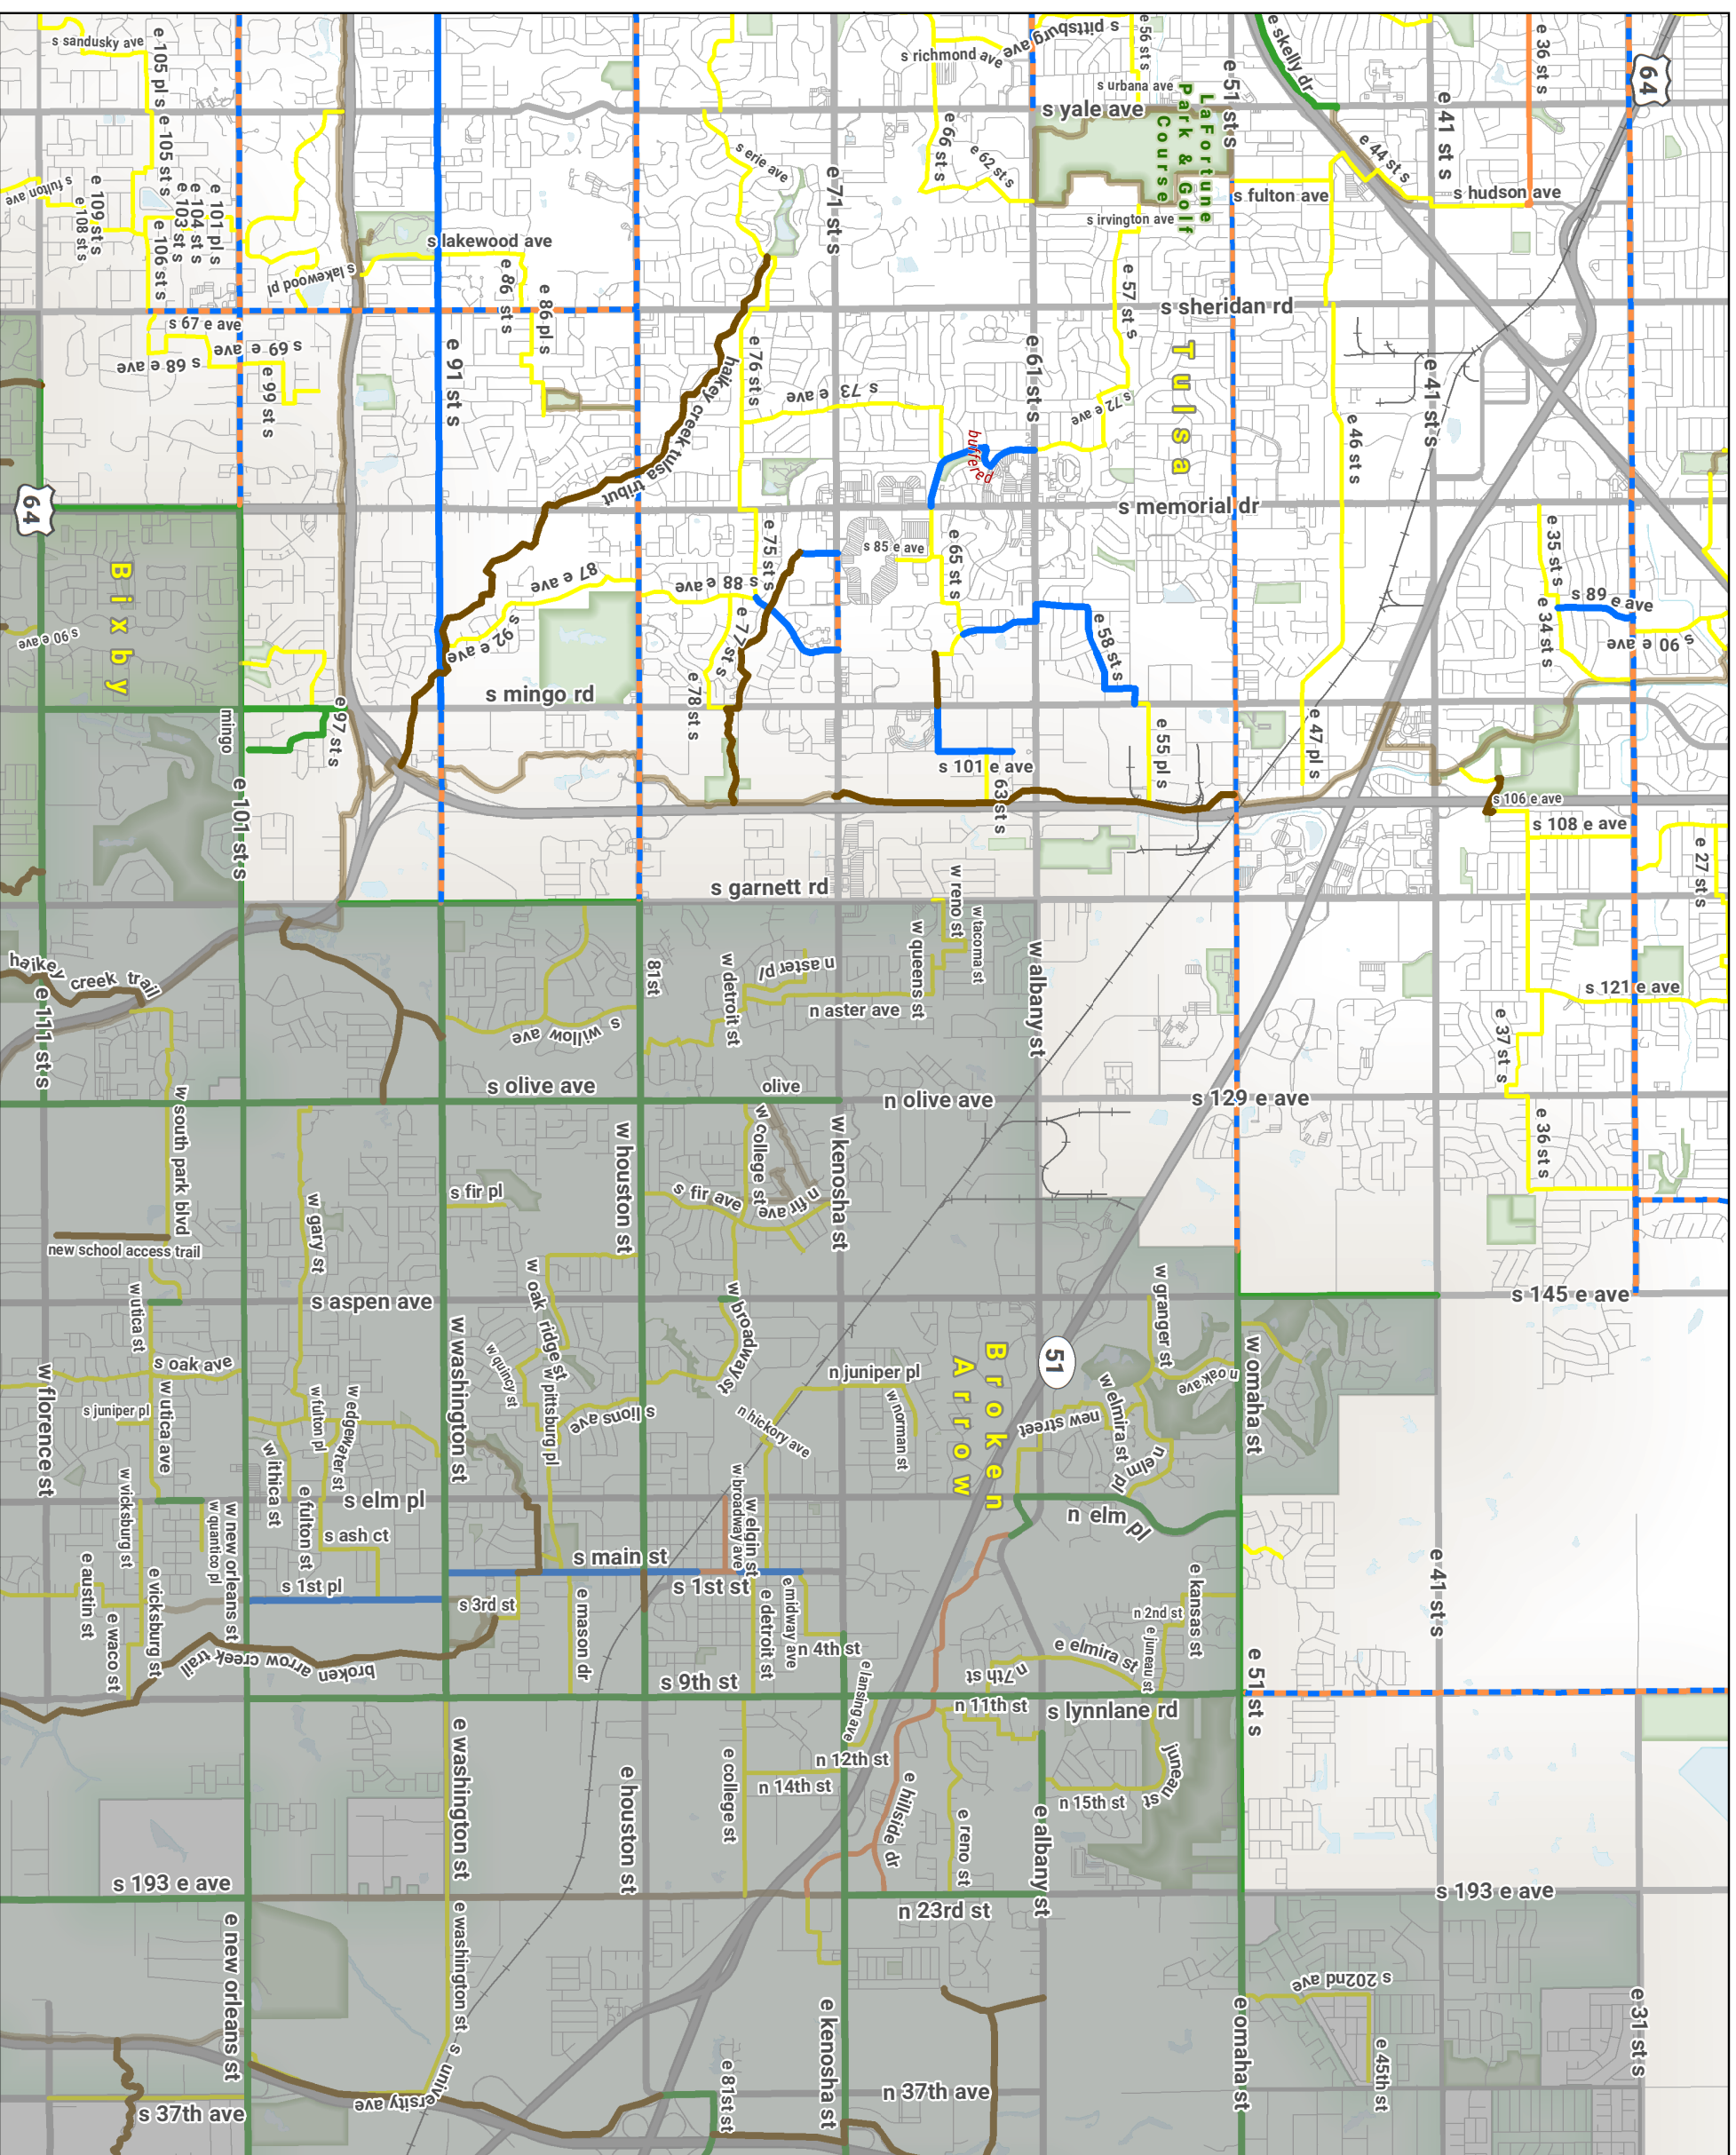 s sandusky ave
e 105 pl s
e 105 st s
s fulton ave
e 109 st s
e 108 st s
e 101 pl s
e 104 st s
e 103 st s
e 106 st s
s lakewood ave
s lakewood pl
e 86 st s
e 86 pl s
s 67 e ave
s 69 e ave
s 68 e ave
e 99 st s
e 91 st s
s erie ave
e 71 st s
e 76 st s
haikey creek tulsa tribut
s 73 e ave
s richmond ave
s pittsburg ave
e 56 st s
s urbana ave
s yale ave
LaFortune
Park & Golf
Course
e 66 st s
e 62 st s
s irvington ave
e 57 st s
e 61 st s
s 72 e ave
buffered
e 51 st s
e skelly dr
e 44 st s
e 41 st s
e 36 st s
64
s fulton ave
s hudson ave
s sheridan rd
Tulsa
e 41 st s
e 46 st s
s memorial dr
64
Bixby
s 90 e ave
87 e ave
s 92 e ave
s 88 e ave
e 75 st s
e 77 st s
e 78 st s
s 85 e ave
e 65 st s
e 58 st s
e 35 st s
e 34 st s
s 89 e ave
s 90 e ave
s mingo rd
mingo
e 97 st s
e 101 st s
s 101 e ave
63 st s
e 55 pl s
e 47 pl s
s 106 e ave
s 108 e ave
e 27 st s
s garnett rd
haikey creek trail
e 111 st s
81st
s willow ave
w detroit st
n aster pl
n aster ave
w queens st
w reno st
w tacoma st
w albany st
s 121 e ave
e 37 st s
s olive ave
olive
n olive ave
s 129 e ave
e 36 st s
w south park blvd
new school access trail
w gary st
s fir pl
w houston st
s fir ave
w college st
n fir ave
w kenosha st
w utica st
s aspen ave
w oak ridge st
w broadway st
w granger st
s 145 e ave
51
w florence st
s oak ave
s juniper pl
w utica ave
w fulton pl
w edgewater st
w washington st
w quincy st
w pittsburg pl
s lions ave
n juniper pl
n hickory ave
w norman st
Broken
Arrow
new street
w elmira st
n elm pl
n oak ave
w omaha st
w vicksburg st
w quantico pl
w new orleans st
w ithica st
e fulton st
s elm pl
s ash ct
w broadway ave
w elgin st
n elm pl
e 41 st s
e austin st
e waco st
e vicksburg st
s 1st pl
s main st
s 1st st
s 3rd st
e mason dr
e detroit st
e midway ave
n 4th st
e lansing ave
e kansas st
n 2nd st
e juneau st
e elmira st
n 7th st
broken arrow creek trail
s 9th st
n 11th st
s lynnlane rd
e 51 st s
e washington st
e houston st
e college st
n 12th st
n 14th st
e hillside dr
e reno st
n 15th st
juneau st
e albany st
s 193 e ave
n 23rd st
s 193 e ave
e new orleans st
e washington st
s university ave
s 37th ave
e 81st st
e kenosha st
n 37th ave
e omaha st
s 202nd ave
e 45th st
e 31 st s